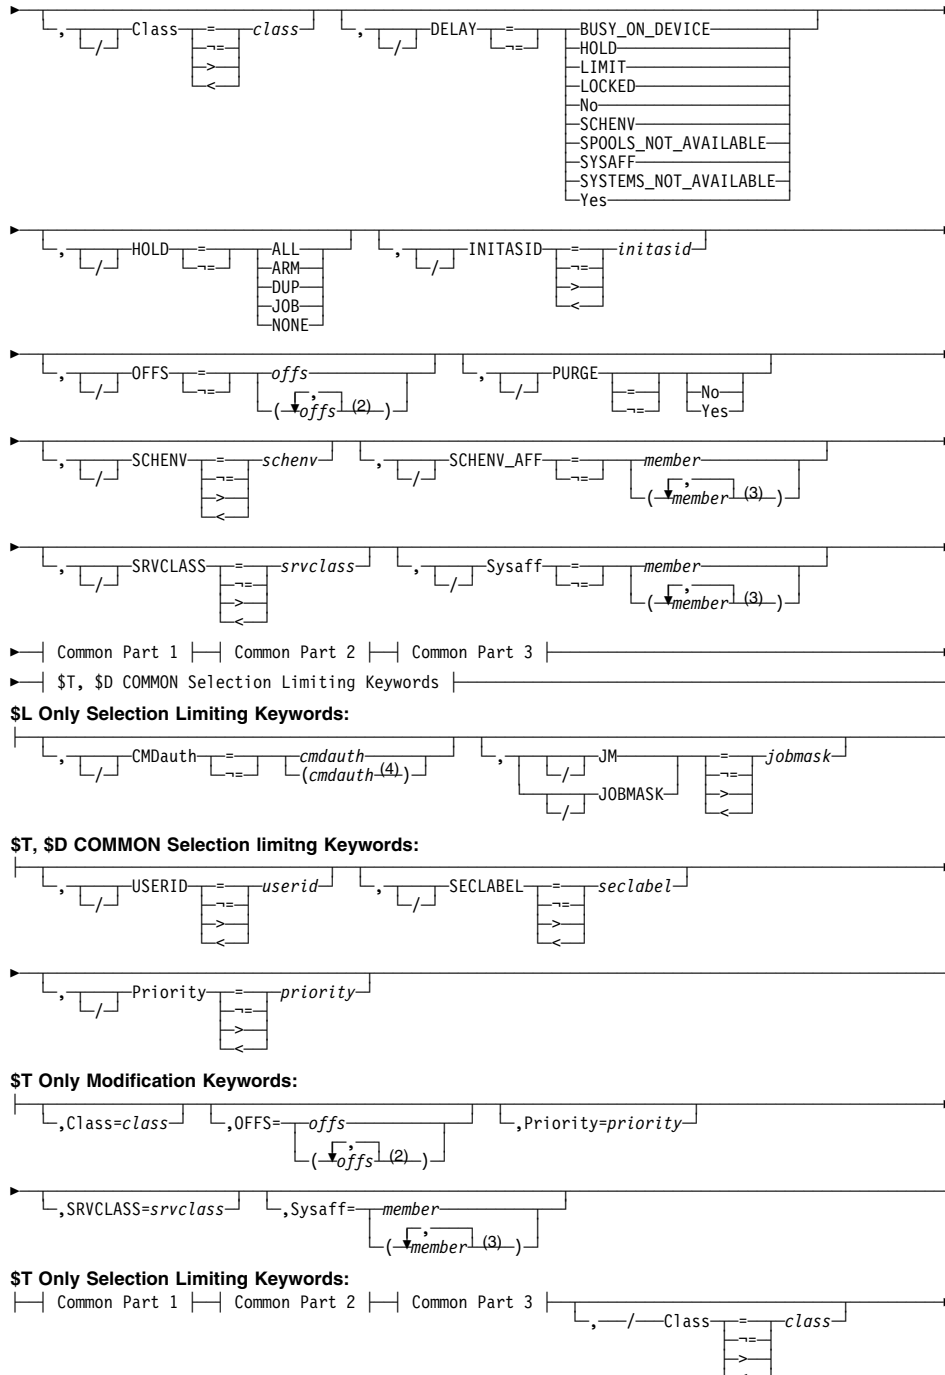 , / Class = class , / DELAY = BUSY_ON_DEVICE
¬= ¬= HOLD
> LIMIT
< LOCKED
No
SCHENV
SPOOLS_NOT_AVAILABLE
SYSAFF
SYSTEMS_NOT_AVAILABLE
Yes
, / HOLD = ALL , / INITASID = initasid
¬= ARM ¬=
DUP >
JOB <
NONE
, / OFFS = offs , / PURGE = No
¬= ( , offs (2) ) ¬= Yes
, / SCHENV = schenv , / SCHENV_AFF = member
¬= ¬= ( , member (3) )
>
<
, / SRVCLASS = srvclass , / Sysaff = member
¬= ¬= ( , member (3) )
>
<
Common Part 1 Common Part 2 Common Part 3
$T, $D COMMON Selection Limiting Keywords
$L Only Selection Limiting Keywords:
, / CMDauth = cmdauth , / JM = jobmask
¬= (cmdauth (4) ) / JOBMASK ¬=
>
<
$T, $D COMMON Selection limitng Keywords:
, / USERID = userid , / SECLABEL = seclabel
¬= ¬=
> >
< <
, / Priority = priority
¬=
>
<
$T Only Modification Keywords:
,Class=class ,OFFS= offs ,Priority=priority
( , offs (2) )
,SRVCLASS=srvclass ,Sysaff= member
( , member (3) )
$T Only Selection Limiting Keywords:
Common Part 1 Common Part 2 Common Part 3 , / Class = class
¬=
>